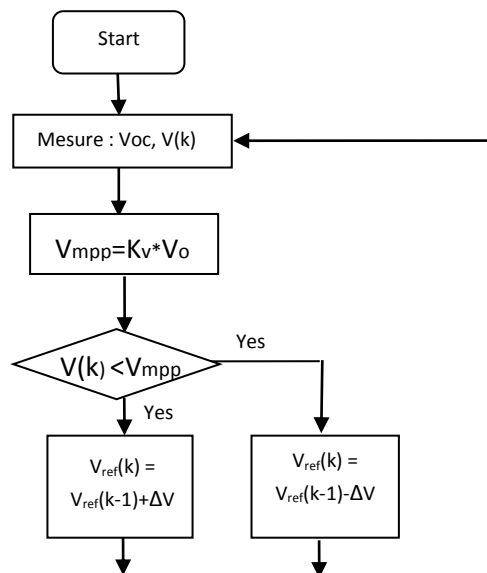 Start
Mesure : Voc, V(k)
Vmpp=Kv*Vo
V(k) <Vmpp
Yes
Yes
Vref(k) =
Vref(k-1)+ΔV
Vref(k) =
Vref(k-1)-ΔV